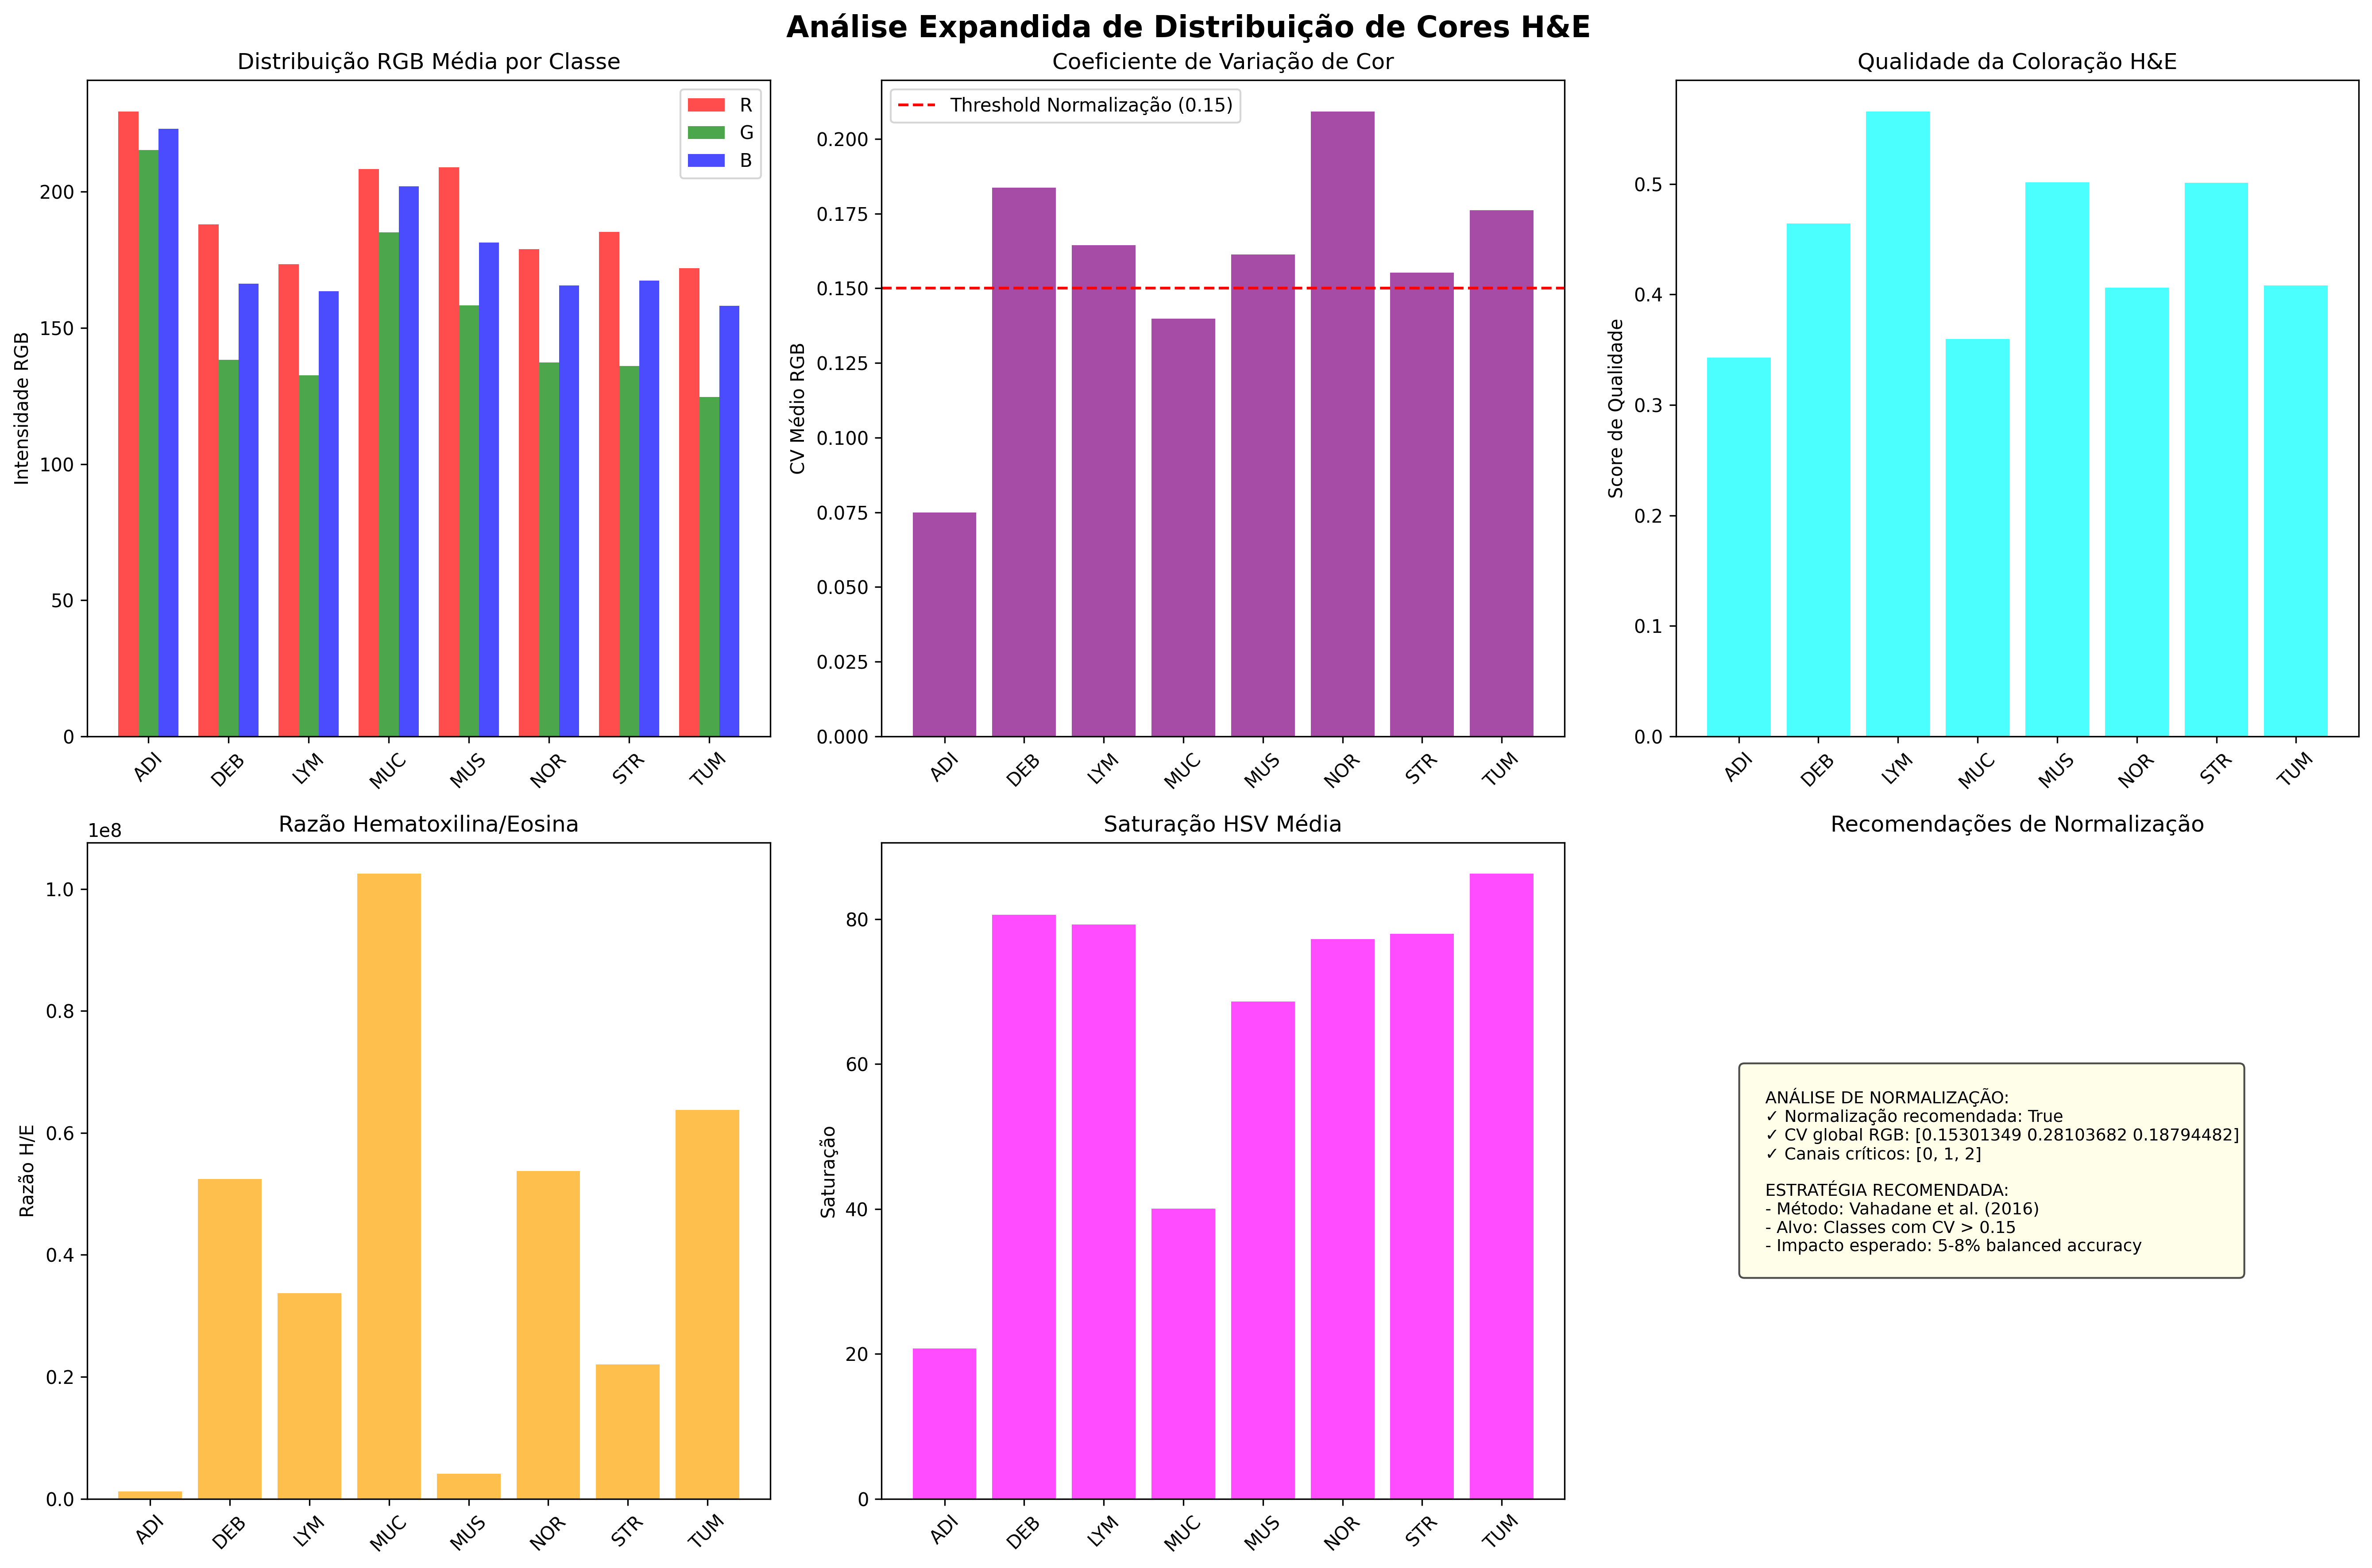 Análise Expandida de Distribuição de Cores H&E
Distribuição RGB Média por Classe
Intensidade RGB
200
150
100
50
0
R
G
B
ADI
DEB
LYM
MUC
MUS
NOR
STR
TUM
Coeficiente de Variação de Cor
CV Médio RGB
0.200
0.175
0.150
0.125
0.100
0.075
0.050
0.025
0.000
Threshold Normalização (0.15)
ADI
DEB
LYM
MUC
MUS
NOR
STR
TUM
Qualidade da Coloração H&E
Score de Qualidade
0.5
0.4
0.3
0.2
0.1
0.0
ADI
DEB
LYM
MUC
MUS
NOR
STR
TUM
Razão Hematoxilina/Eosina
1e8
Razão H/E
1.0
0.8
0.6
0.4
0.2
0.0
ADI
DEB
LYM
MUC
MUS
NOR
STR
TUM
Saturação HSV Média
Saturação
80
60
40
20
0
ADI
DEB
LYM
MUC
MUS
NOR
STR
TUM
Recomendações de Normalização
ANÁLISE DE NORMALIZAÇÃO:
✓ Normalização recomendada: True
✓ CV global RGB: [0.15301349 0.28103682 0.18794482]
✓ Canais críticos: [0, 1, 2]
ESTRATÉGIA RECOMENDADA:
- Método: Vahadane et al. (2016)
- Alvo: Classes com CV > 0.15
- Impacto esperado: 5-8% balanced accuracy